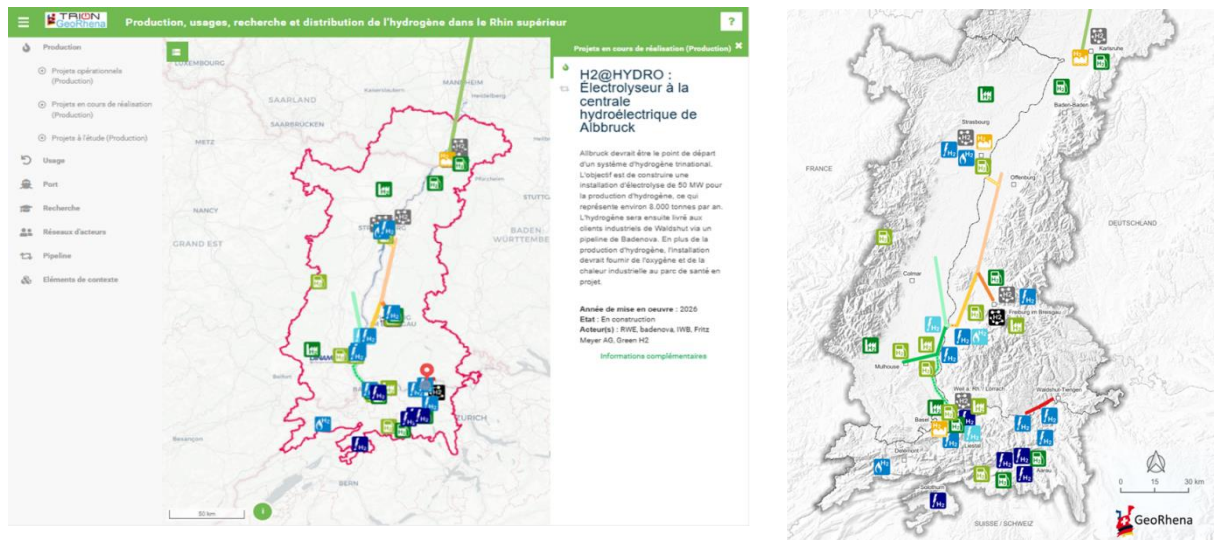 TRION
GeoRhena
Production, usages, recherche et distribution de l'hydrogène dans le Rhin supérieur
?
Production
Projets opérationnels
(Production)
Projets en cours de réalisation
(Production)
Projets à l'étude (Production)
Usage
Port
Recherche
Réseaux d'acteurs
Pipeline
Eléments de contexte
LUXEMBOURG
Kaiserslautern
MANNHEIM
Heidelberg
SAARLAND
SAARBRÜCKEN
METZ
Pforzheim
NANCY
GRAND EST
BADEN
WÜRTTEMBE
Belfort
ZURICH
Besançon
BERN
50 km
Projets en cours de réalisation (Production)
H2@HYDRO :
Électrolyseur à la
centrale
hydroélectrique de
Albbruck
Allbruck devrait être le point de départ
d'un système d'hydrogène trinational.
L'objectif est de construire une
installation d'électrolyse de 50 MW pour
la production d'hydrogène, ce qui
représente environ 8.000 tonnes par an.
L'hydrogène sera ensuite livré aux
clients industriels de Waldshut via un
pipeline de Badenova. En plus de la
production d'hydrogène, l'installation
devrait fournir de l'oxygène et de la
chaleur industrielle au parc de santé en
projet.
Année de mise en oeuvre : 2026
Etat : En construction
Acteur(s) : RWE, badenova, IWB, Fritz
Meyer AG, Green H2
Informations complémentaires
Karlsruhe
Baden-Baden
Strasbourg
FRANCE
Offenburg
DEUTSCHLAND
Colmar
Freiburg im Breisgau
Mulhouse
Weil a. Rh.
Lörrach
Waldshut-Tiengen
Basel
Liestal
Delémont
Aarau
Solothurn
SUISSE / SCHWEIZ
0 15 30 km
GeoRhena